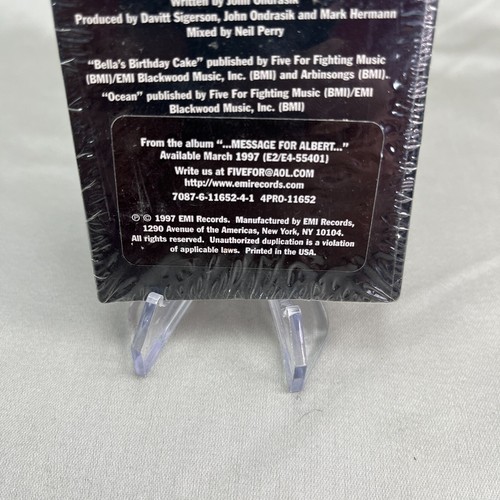 Written by John Ondrasik
Produced by Davitt Sigerson, John Ondrasik and Mark Hermann
Mixed by Neil Perry
“Bella's Birthday Cake” published by Five For Fighting Music
(BMI)/EMI Blackwood Music, Inc. (BMI) and Arbinsongs (BMI).
“Ocean” published by Five For Fighting Music (BMI)/EMI
Blackwood Music, Inc. (BMI)
From the album “...MESSAGE FOR ALBERT...”
Available March 1997 (E2/E4-55401)
Write us at FIVEFOR@AOL.COM
http://www.emirecords.com
7087-6-11652-4-1 4PRO-11652
℗ © 1997 EMI Records. Manufactured by EMI Records,
1290 Avenue of the Americas, New York, NY 10104.
All rights reserved. Unauthorized duplication is a violation
of applicable laws. Printed in the USA.